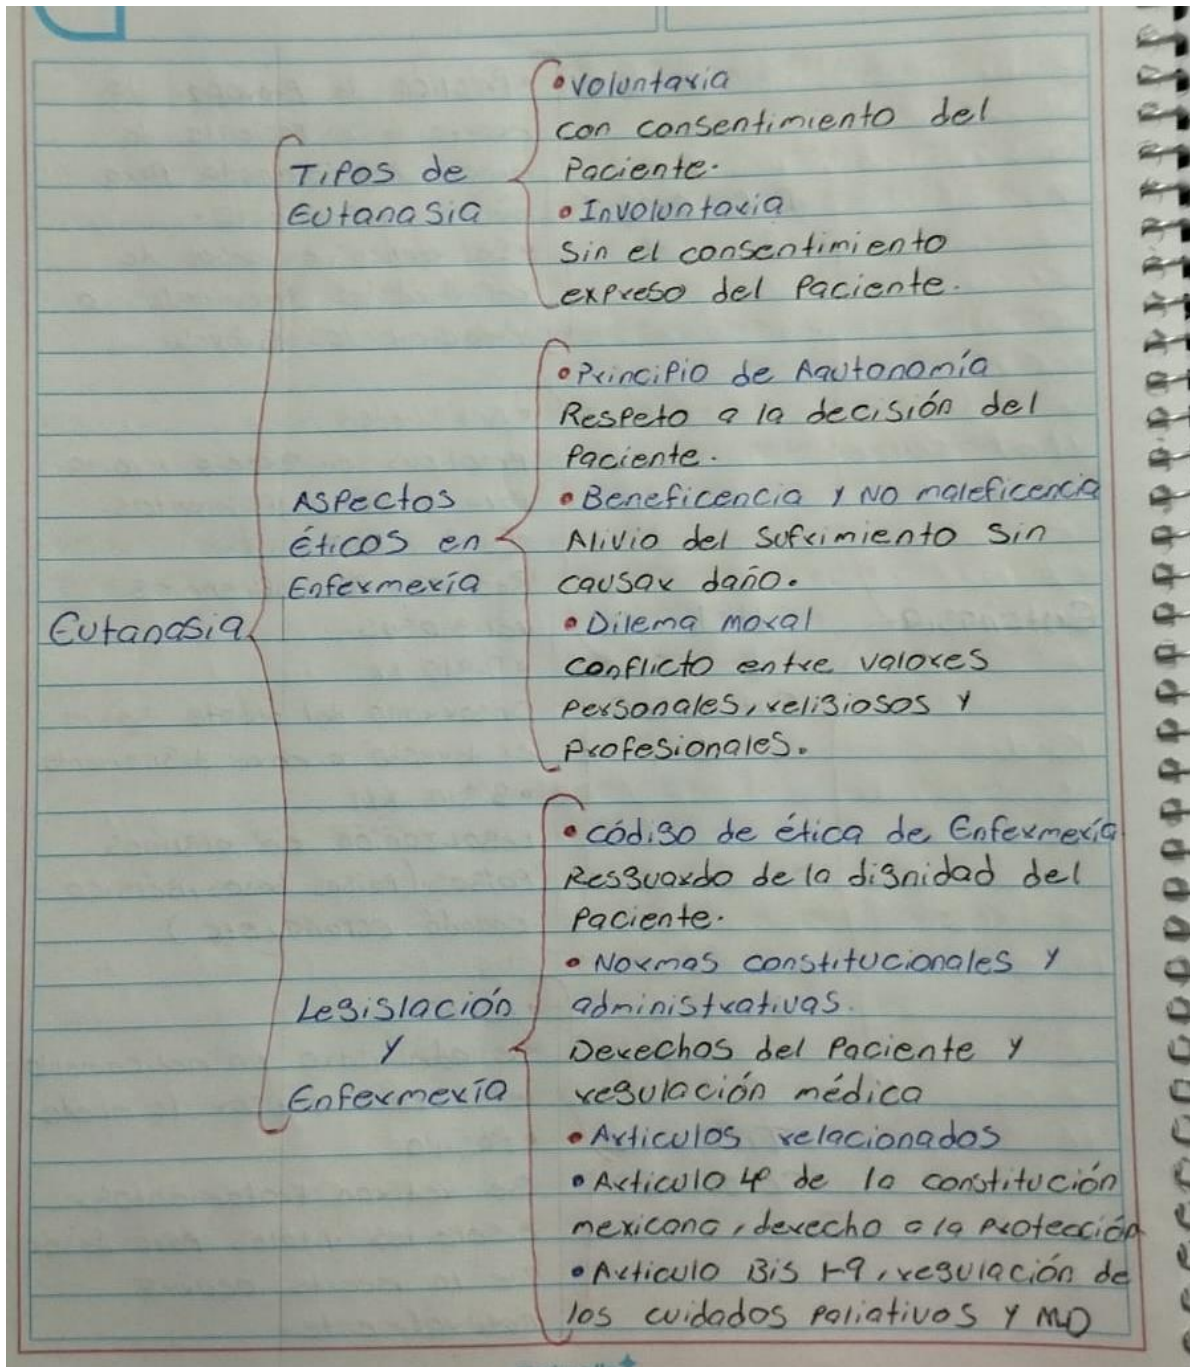 Eutanasia
Tipos de
Eutanasia
• Voluntaria
con consentimiento del
Paciente.
• Involuntaria
Sin el consentimiento
expreso del Paciente.
Aspectos
éticos en
Enfermería
• Principio de Aautonomía
Respeto a la decisión del
Paciente.
• Beneficencia y No maleficencia
Alivio del sufrimiento sin
causar daño.
• Dilema moral
conflicto entre valores
Personales, religiosos y
Profesionales.
Legislación
y
Enfermería
• código de ética de Enfermería
Resguardo de la dignidad del
Paciente.
• Normas constitucionales y
administrativas.
Derechos del Paciente y
regulación médica
• Articulos relacionados
• Articulo 4º de la constitución
mexicana, derecho a la protección
• Articulo Bis 1-9, regulación de
los cuidados paliativos y MD